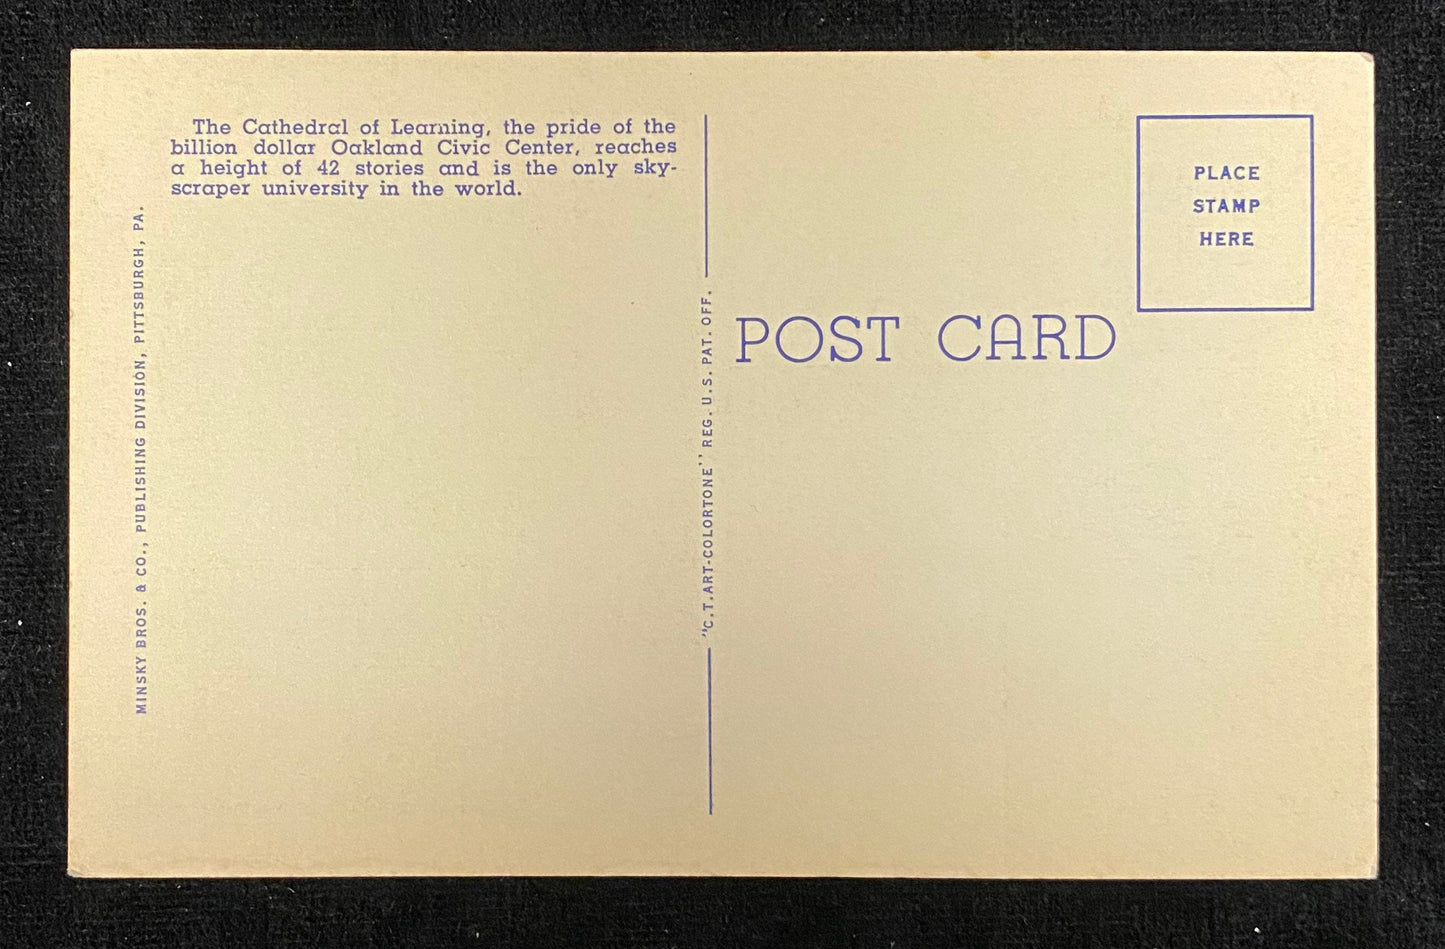 The Cathedral of Learning, the pride of the
billion dollar Oakland Civic Center, reaches
a height of 42 stories and is the only sky-
scraper university in the world.
MINSKY BROS. & CO., PUBLISHING DIVISION, PITTSBURGH, PA.
"C.T.ART-COLORTONE" REG. U.S. PAT. OFF.
POST CARD
PLACE
STAMP
HERE